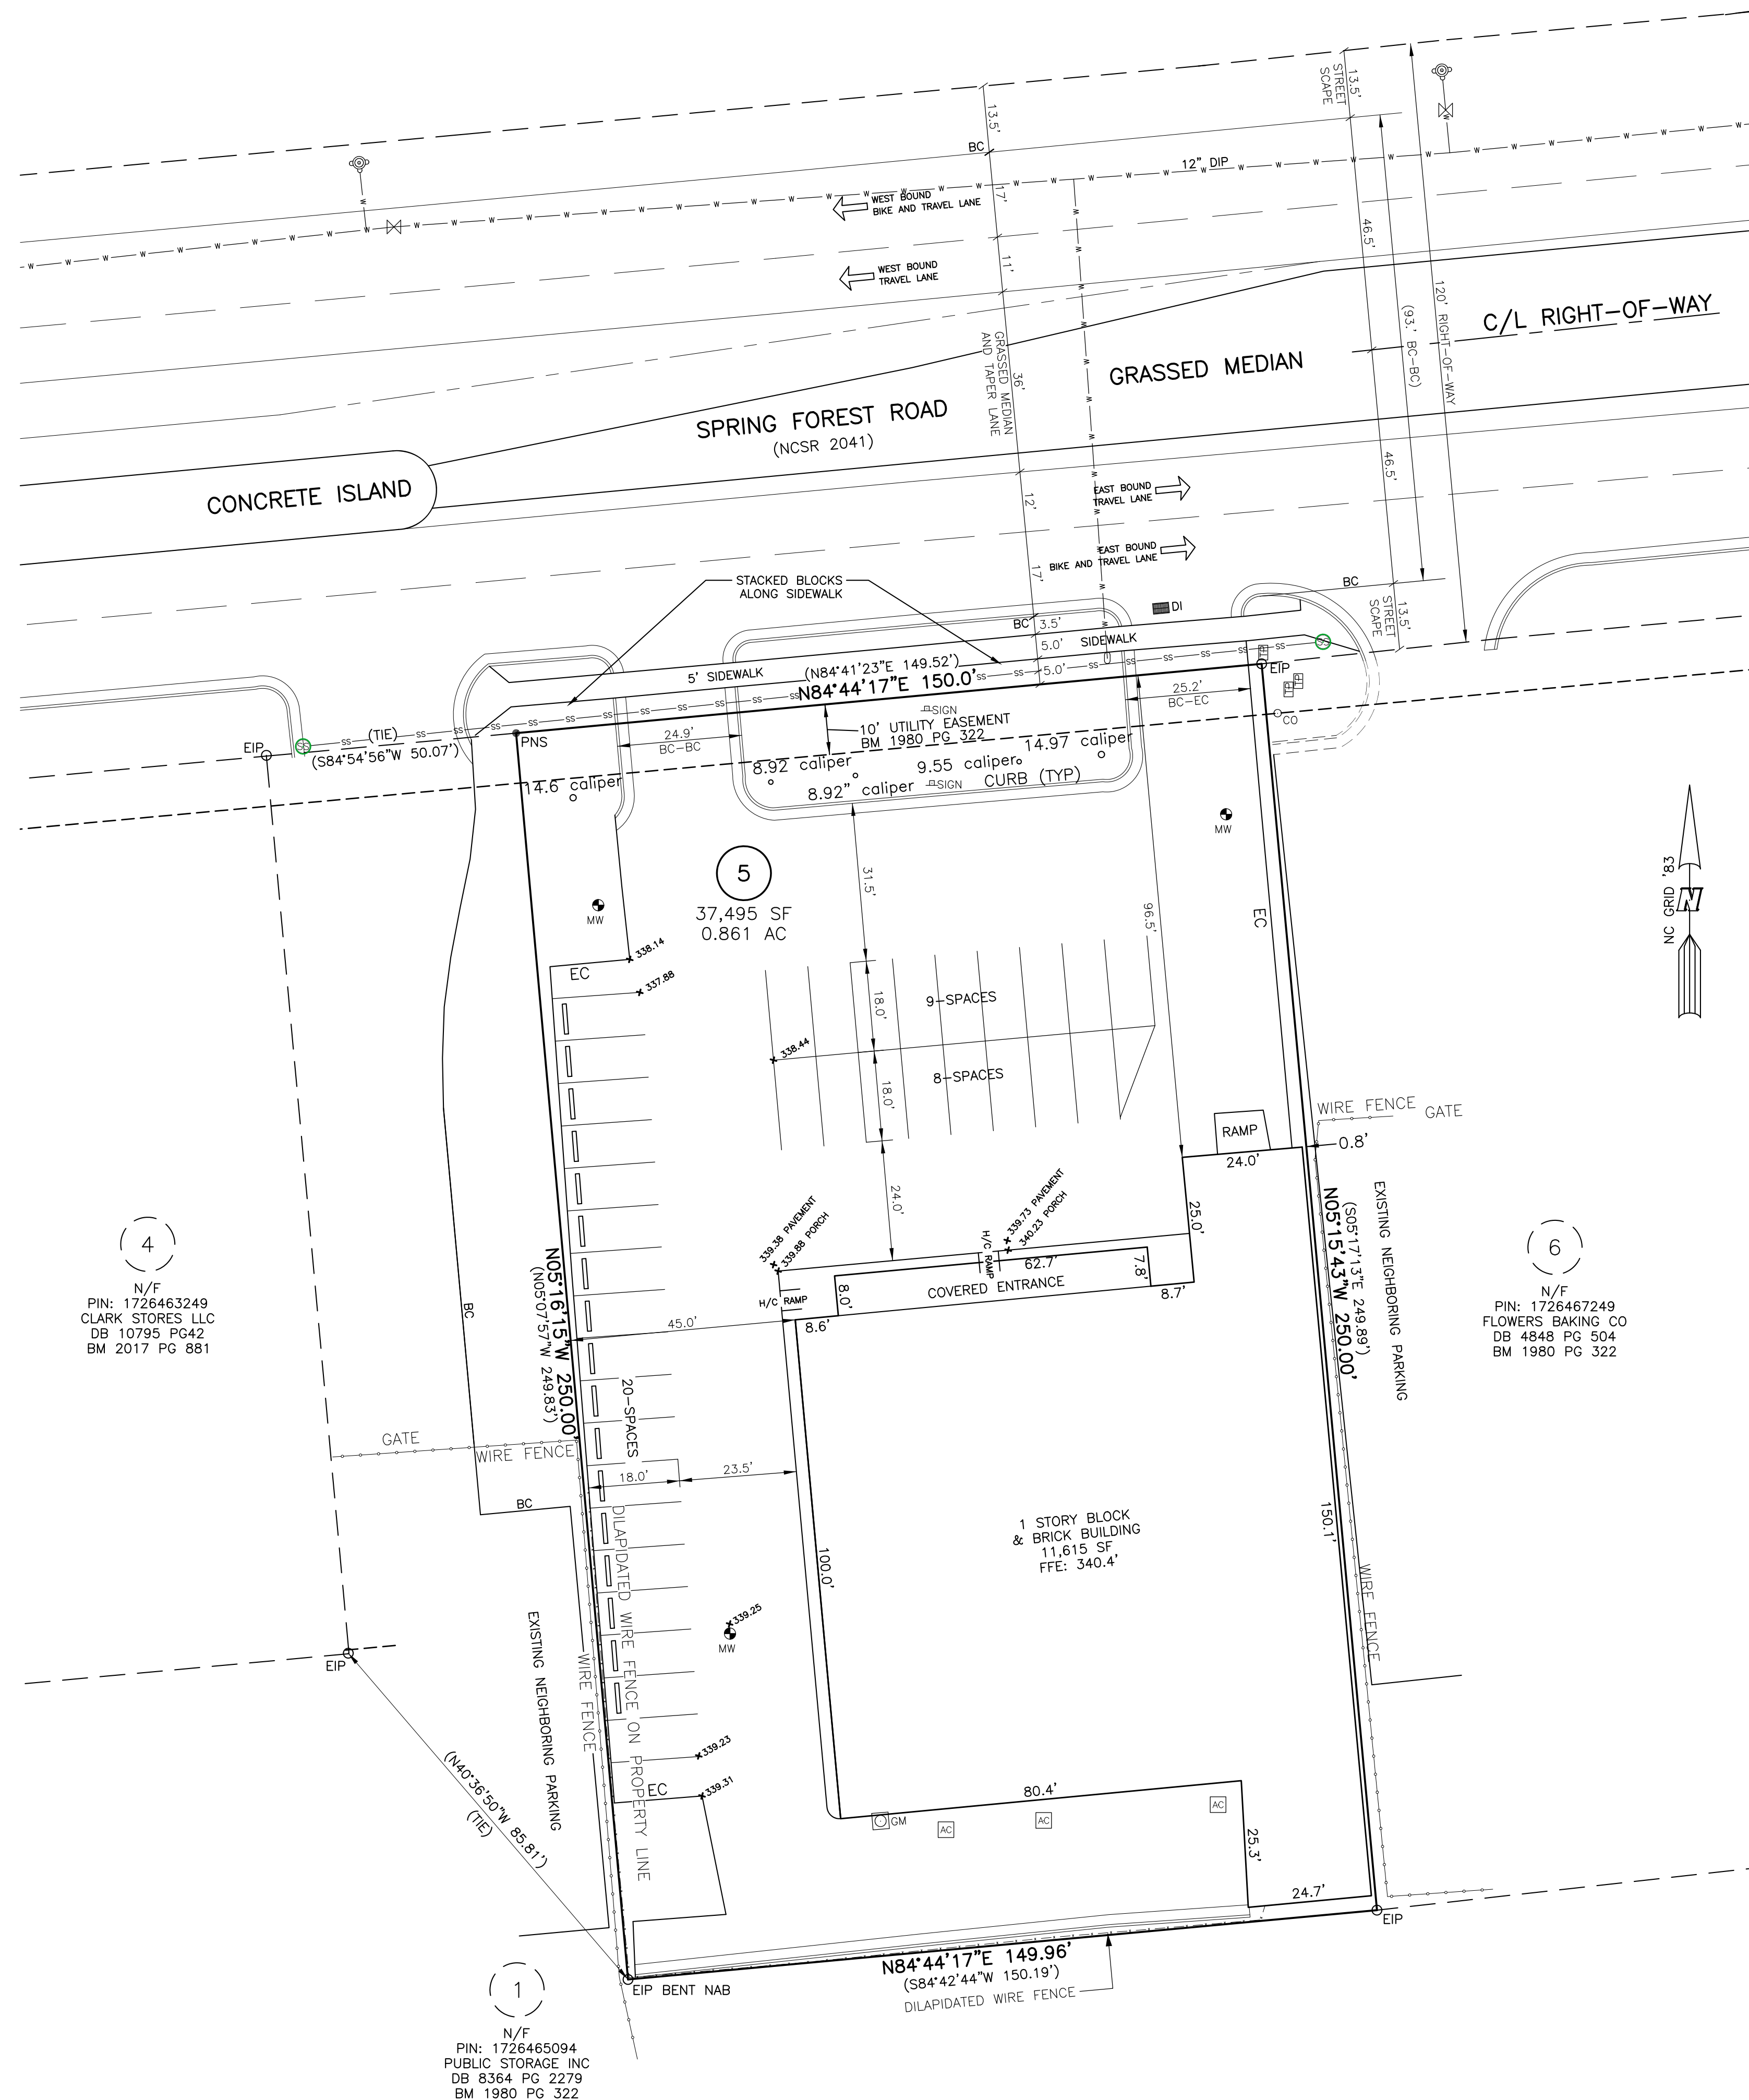 13.5'
STREET
SCAPE
13.5'
BC
12" DIP
W
17'
WEST BOUND
BIKE AND TRAVEL LANE
46.5'
11'
WEST BOUND
TRAVEL LANE
120' RIGHT-OF-WAY
(93.' BC-BC)
C/L RIGHT-OF-WAY
GRASSED MEDIAN
AND TAPER LANE
36'
GRASSED MEDIAN
SPRING FOREST ROAD
(NCSR 2041)
CONCRETE ISLAND
46.5'
12'
EAST BOUND
TRAVEL LANE
EAST BOUND
BIKE AND TRAVEL LANE
17'
STACKED BLOCKS
ALONG SIDEWALK
BC
DI
13.5'
STREET
SCAPE
BC
3.5'
5.0'
SIDEWALK
SS
5' SIDEWALK
(N84°41'23"E 149.52')
5.0'
EIP
N84°44'17"E 150.0'
SS
25.2'
BC-EC
CO
SIGN
10' UTILITY EASEMENT
BM 1980 PG 322
PNS
24.9'
BC-BC
EIP
SS
(TIE)
(S84°54'56"W 50.07')
14.97 caliper
8.92 caliper
9.55 caliper
14.6 caliper
8.92" caliper
SIGN
CURB (TYP)
MW
5
37,495 SF
0.861 AC
31.5'
MW
96.5'
EC
NC GRID '83
N
338.14
EC
337.88
18.0'
9-SPACES
338.44
18.0'
8-SPACES
WIRE FENCE
GATE
RAMP
0.8'
24.0'
24.0'
25.0'
339.38 PAVEMENT
339.88 PORCH
339.73 PAVEMENT
340.23 PORCH
H/C RAMP
62.7'
7.8'
H/C RAMP
8.0'
COVERED ENTRANCE
8.7'
8.6'
45.0'
N05°15'43"W 250.00'
(S05°17'13"E 249.89')
EXISTING NEIGHBORING PARKING
4
N/F
PIN: 1726463249
CLARK STORES LLC
DB 10795 PG42
BM 2017 PG 881
6
N/F
PIN: 1726467249
FLOWERS BAKING CO
DB 4848 PG 504
BM 1980 PG 322
BC
N05°16'15"W 250.00'
(N05°07'57"W 249.83')
20-SPACES
GATE
WIRE FENCE
18.0'
23.5'
BC
DILAPIDATED WIRE FENCE ON PROPERTY LINE
100.0'
1 STORY BLOCK
& BRICK BUILDING
11,615 SF
FFE: 340.4'
150.1'
WIRE FENCE
EXISTING NEIGHBORING PARKING
WIRE FENCE
339.25
MW
EIP
339.23
EC
339.31
80.4'
GM
AC
AC
AC
25.3'
24.7'
(N40°36'50"W 85.81')
(TIE)
EIP
N84°44'17"E 149.96'
(S84°42'44"W 150.19')
DILAPIDATED WIRE FENCE
EIP BENT NAB
1
N/F
PIN: 1726465094
PUBLIC STORAGE INC
DB 8364 PG 2279
BM 1980 PG 322